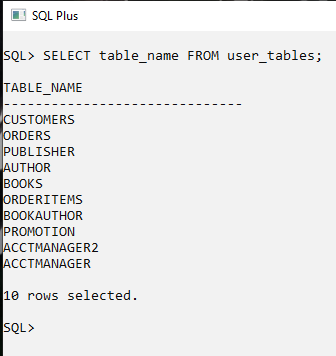 SQL Plus
SQL> SELECT table_name FROM user_tables;
TABLE_NAME
------------------------------
CUSTOMERS
ORDERS
PUBLISHER
AUTHOR
BOOKS
ORDERITEMS
BOOKAUTHOR
PROMOTION
ACCTMANAGER2
ACCTMANAGER
10 rows selected.
SQL>